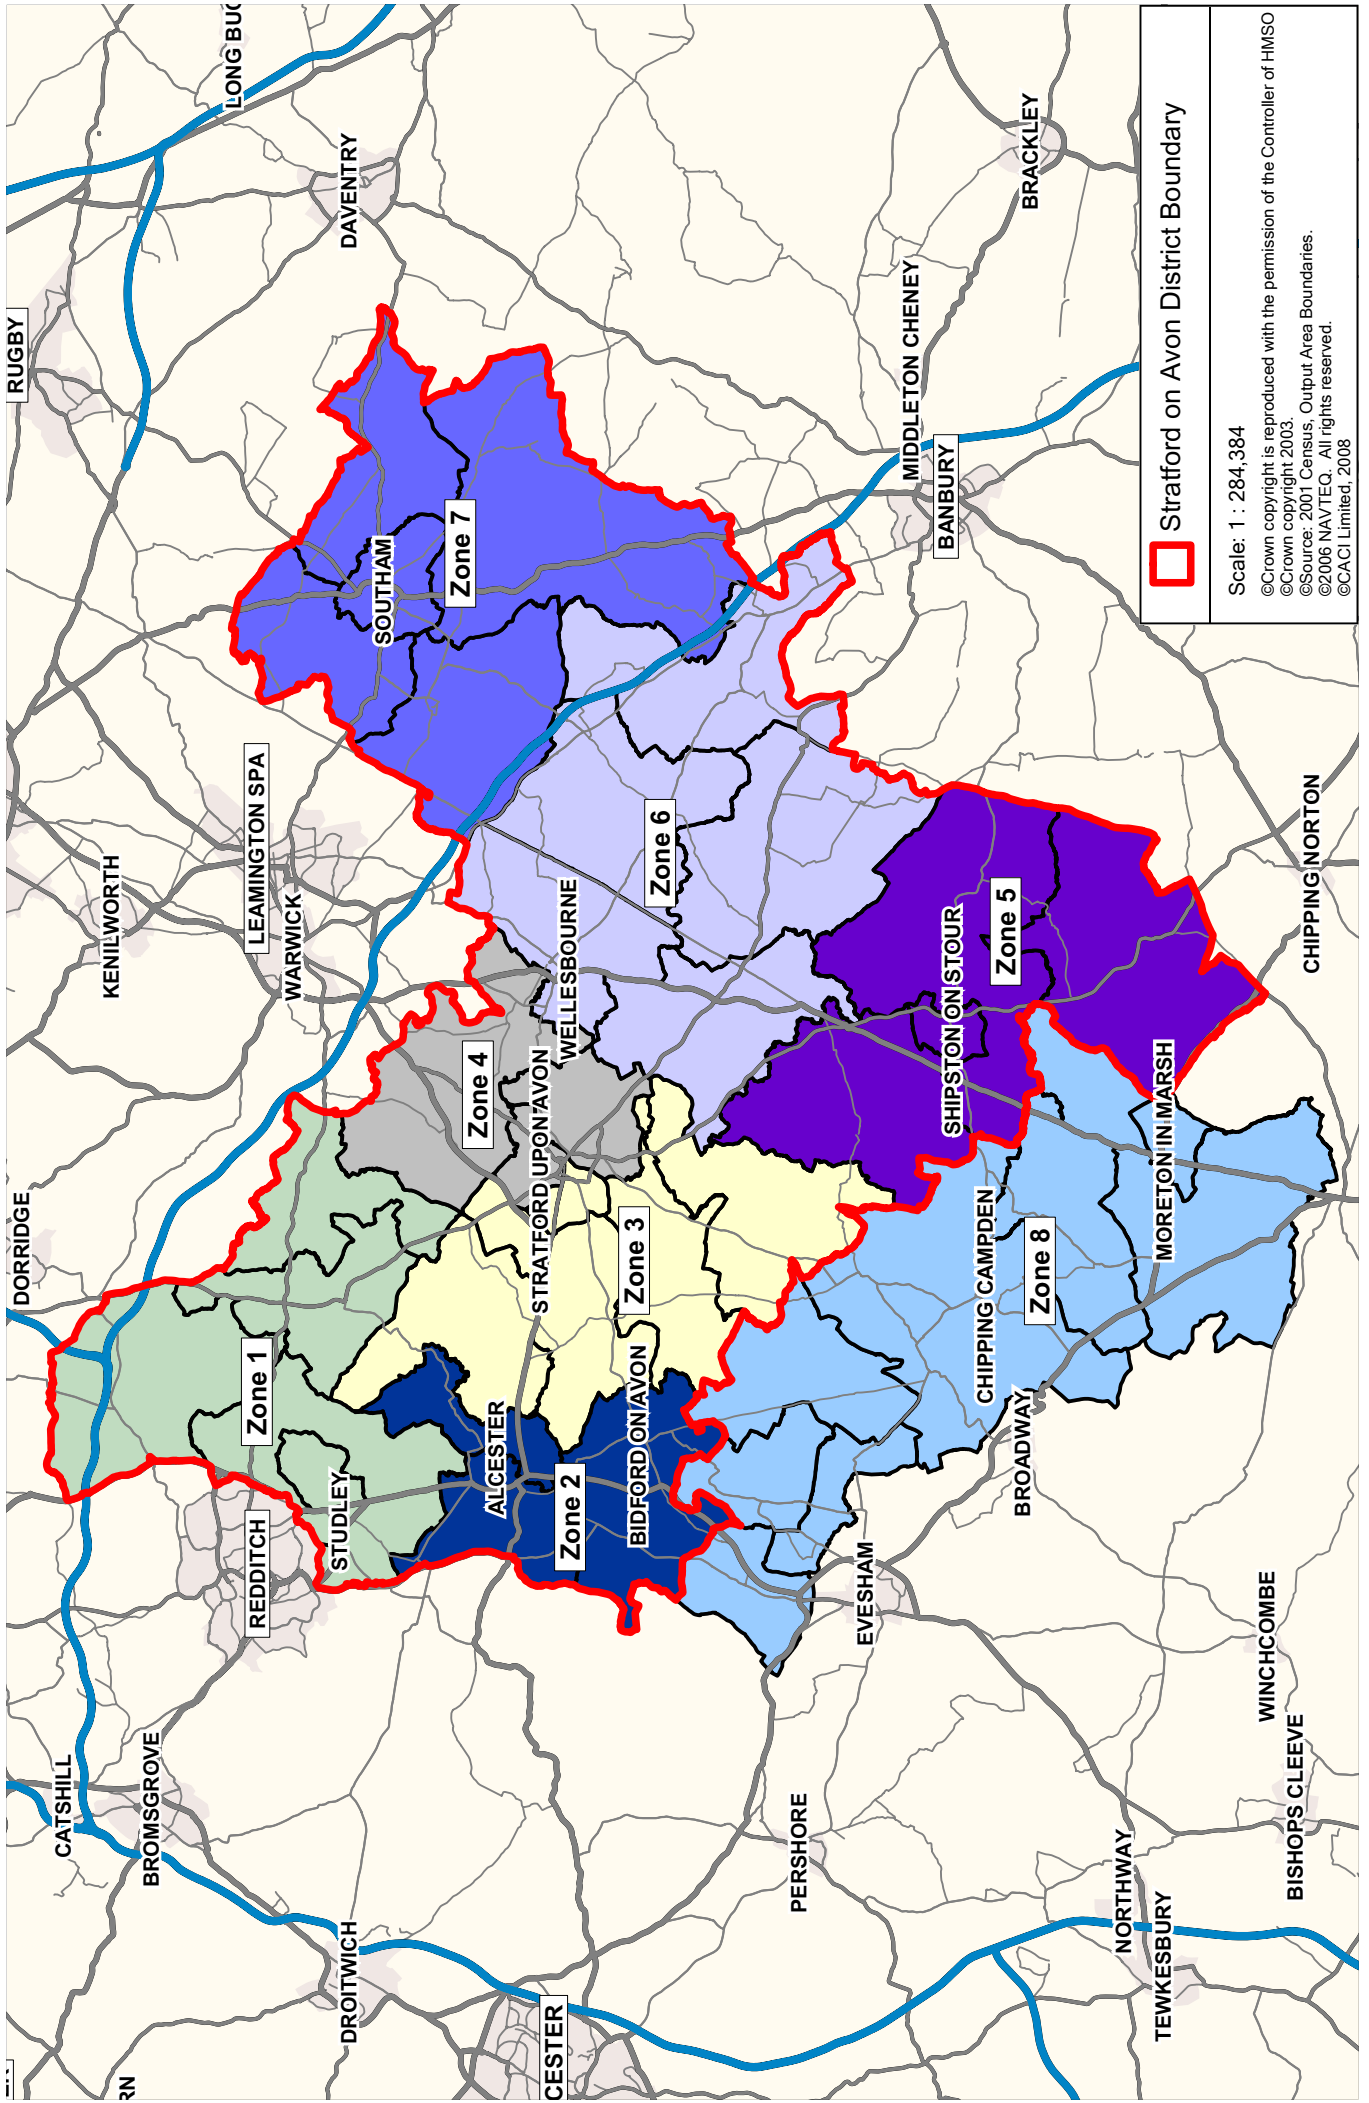 RUGBY
LONG BUC
DAVENTRY
DORRIDGE
KENILWORTH
LEAMINGTON SPA
WARWICK
SOUTHAM
Zone 7
CATSHILL
BROMSGROVE
REDDITCH
STUDLEY
Zone 1
Zone 4
WELLESBOURNE
Zone 6
DROITWICH
ALCESTER
STRATFORD UPON AVON
Zone 2
BIDFORD ON AVON
Zone 3
CESTER
RN
MIDDLETON CHENEY
BANBURY
BRACKLEY
PERSHORE
EVESHAM
BROADWAY
CHIPPING CAMPDEN
SHIPSTON ON STOUR
Zone 5
Zone 8
MORETON IN MARSH
CHIPPING NORTON
NORTHWAY
TEWKESBURY
WINCHCOMBE
BISHOPS CLEEVE
Stratford on Avon District Boundary
Scale: 1 : 284,384
©Crown copyright is reproduced with the permission of the Controller of HMSO
©Crown copyright 2003.
©Source: 2001 Census, Output Area Boundaries.
©2006 NAVTEQ. All rights reserved.
©CACI Limited, 2008